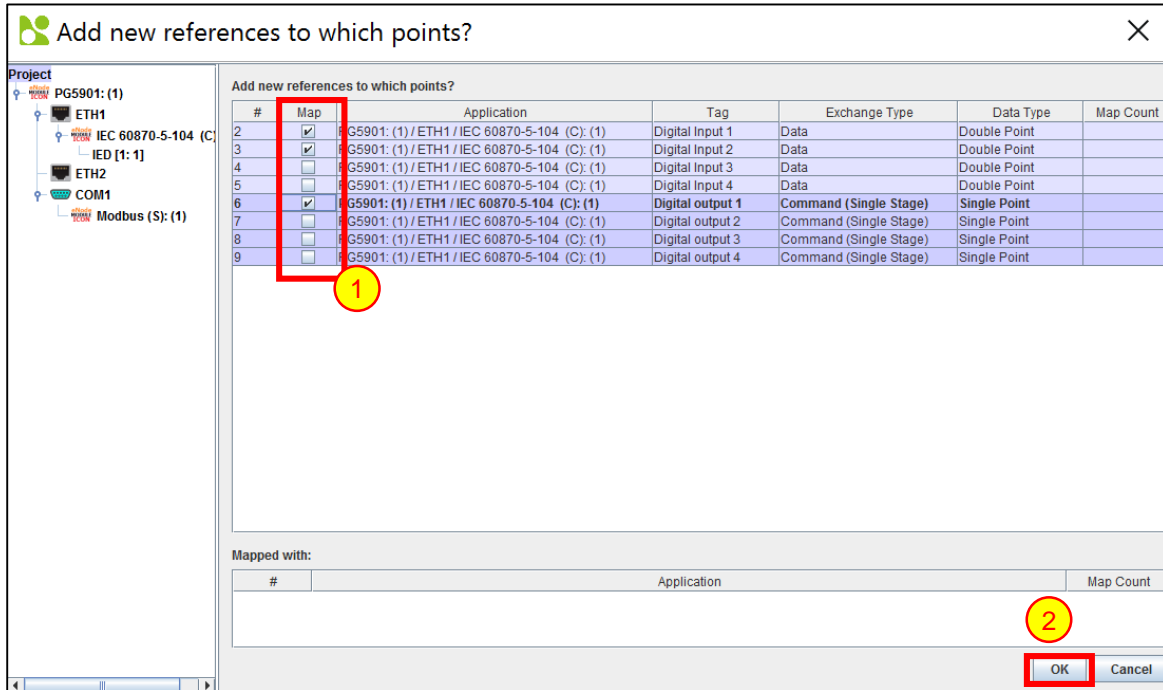 Add new references to which points?
Project
PG5901: (1)
ETH1
IEC 60870-5-104 (C)
IED [1: 1]
ETH2
COM1
Modbus (S): (1)
Add new references to which points?
# Map Application Tag Exchange Type Data Type Map Count
2 PG5901: (1) / ETH1 / IEC 60870-5-104 (C): (1) Digital Input 1 Data Double Point
3 PG5901: (1) / ETH1 / IEC 60870-5-104 (C): (1) Digital Input 2 Data Double Point
4 PG5901: (1) / ETH1 / IEC 60870-5-104 (C): (1) Digital Input 3 Data Double Point
5 PG5901: (1) / ETH1 / IEC 60870-5-104 (C): (1) Digital Input 4 Data Double Point
6 PG5901: (1) / ETH1 / IEC 60870-5-104 (C): (1) Digital output 1 Command (Single Stage) Single Point
7 PG5901: (1) / ETH1 / IEC 60870-5-104 (C): (1) Digital output 2 Command (Single Stage) Single Point
8 PG5901: (1) / ETH1 / IEC 60870-5-104 (C): (1) Digital output 3 Command (Single Stage) Single Point
9 PG5901: (1) / ETH1 / IEC 60870-5-104 (C): (1) Digital output 4 Command (Single Stage) Single Point
1
Mapped with:
# Application Map Count
2
OK Cancel